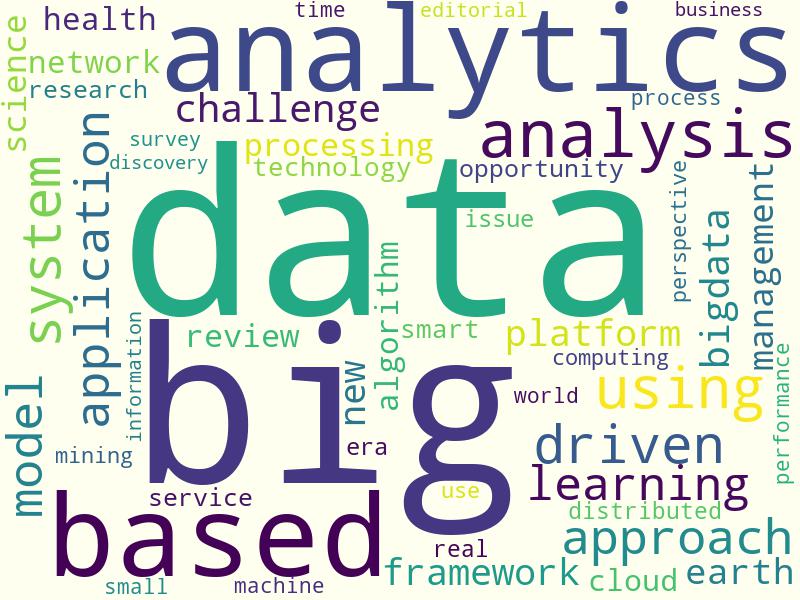 time
editorial
business
health
analytics
science
network
research
challenge
process
analysis
survey
processing
discovery
technology
opportunity
system
application
data
issue
perspective
bigdata
management
algorithm
information
review
smart
platform
big
computing
performance
new
using
world
model
driven
era
mining
learning
service
use
based
distributed
approach
real
framework
cloud
earth
small
machine